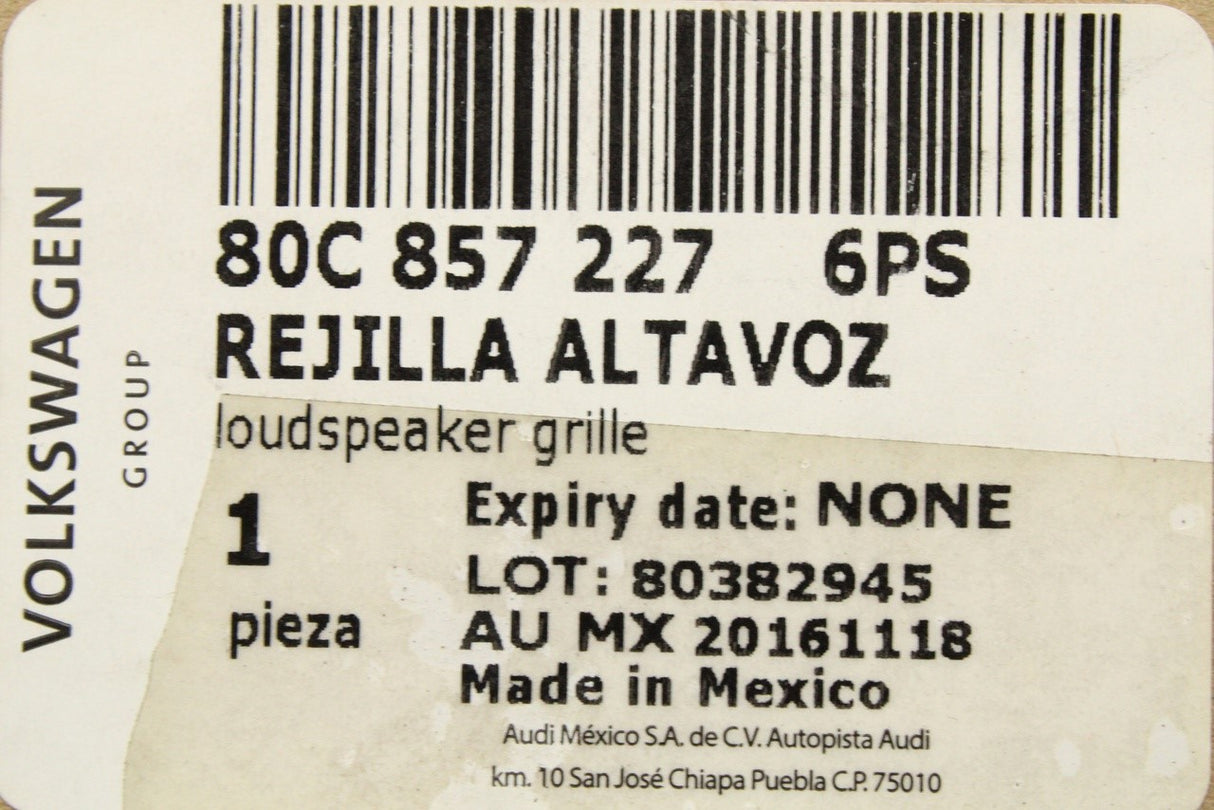 VOLKSWAGEN
GROUP
80C 857 227 6PS
REJILLA ALTAVOZ
loudspeaker grille
1
pieza
Expiry date: NONE
LOT: 80382945
AU MX 20161118
Made in Mexico
Audi México S.A. de C.V. Autopista Audi
km. 10 San José Chiapa Puebla C.P. 75010